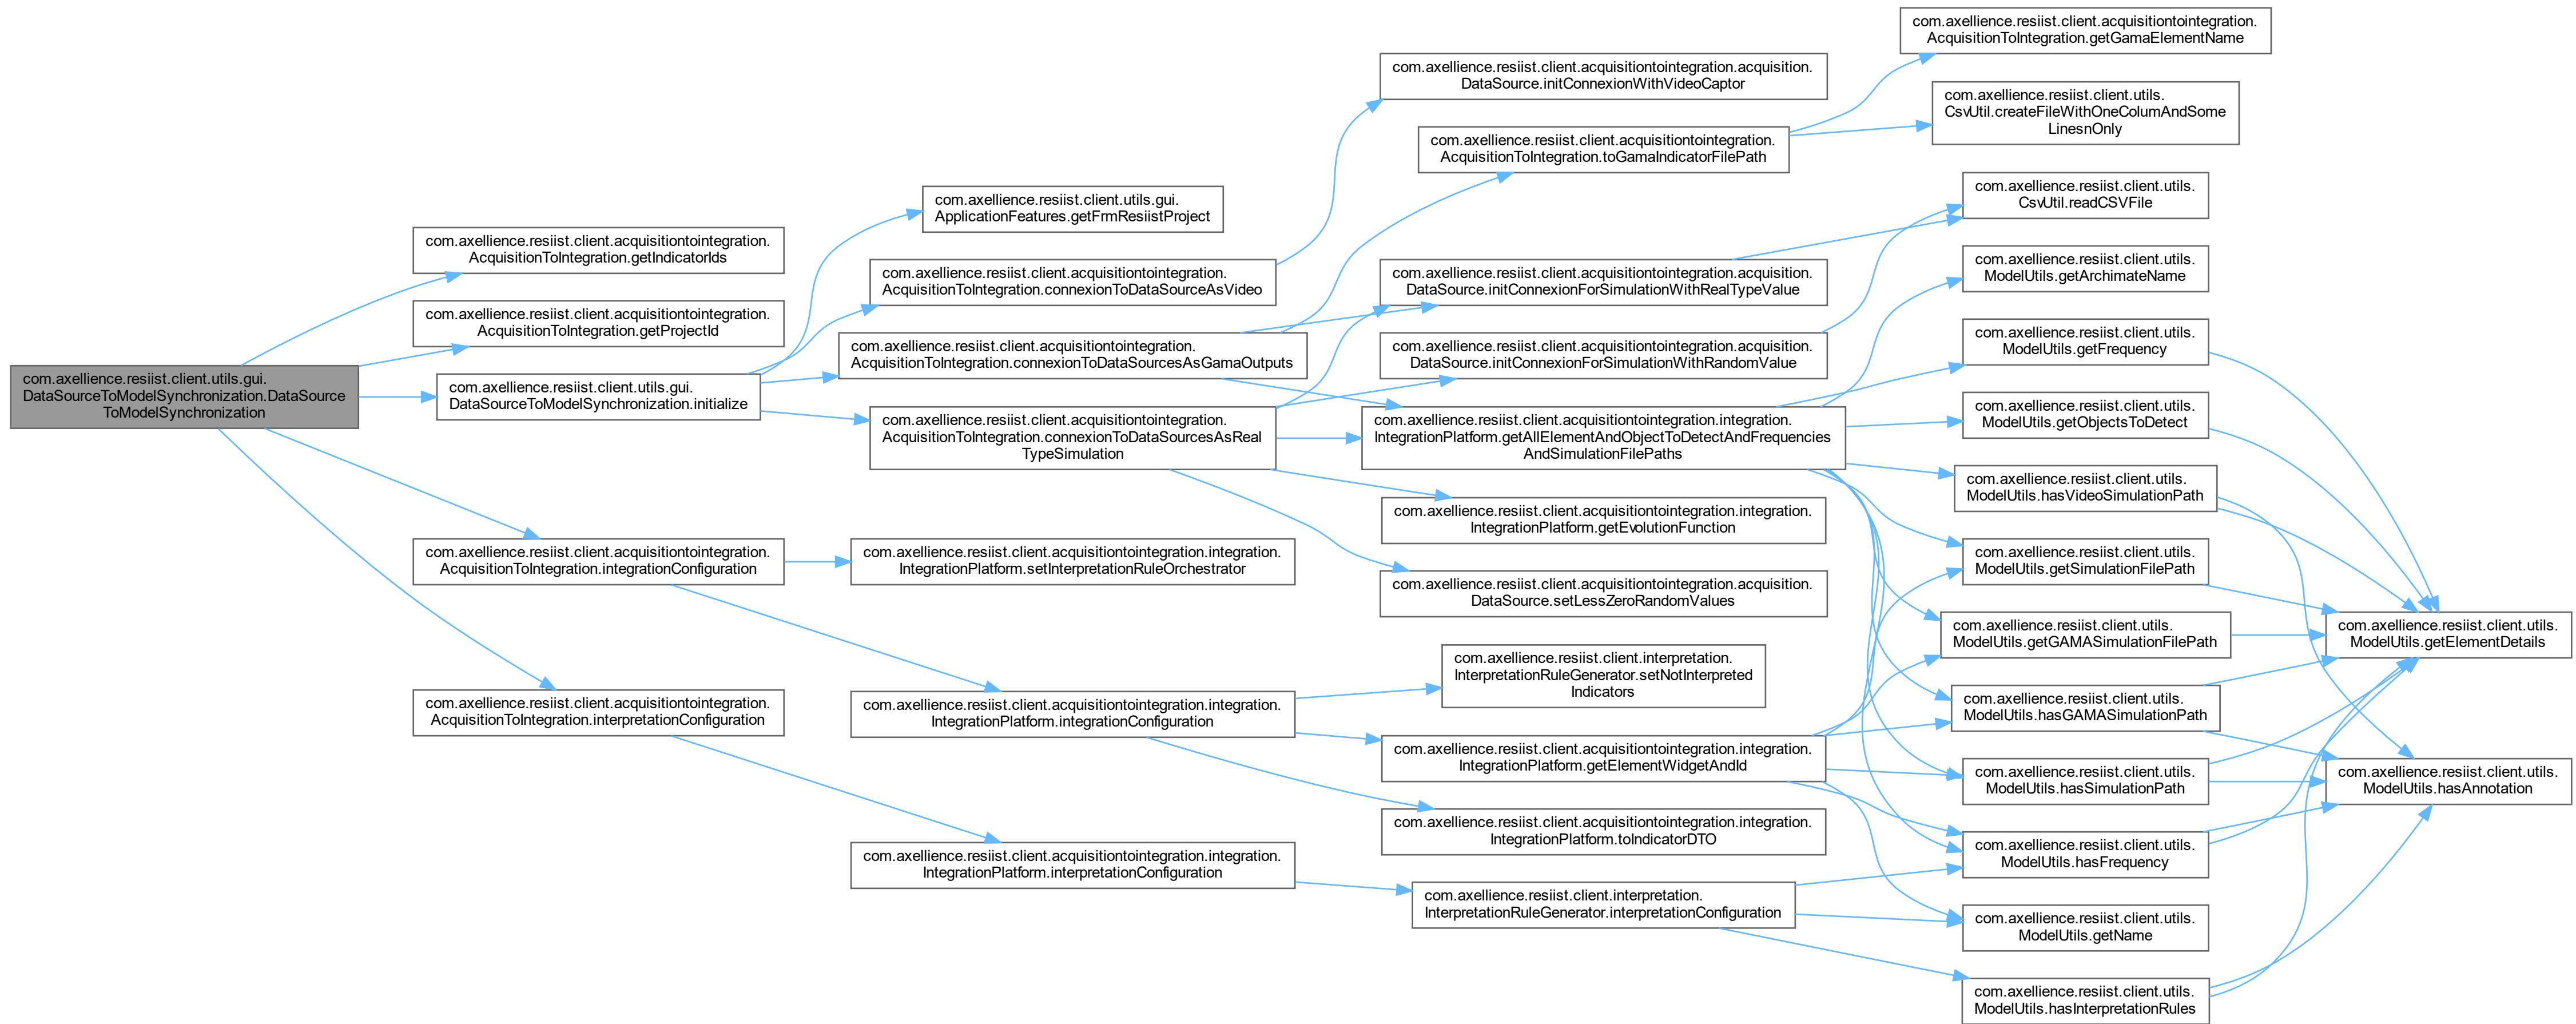 com.axellience.resiist.client.utils.gui.
DataSourceToModelSynchronization.DataSource
ToModelSynchronization
com.axellience.resiist.client.acquisitiontointegration.
AcquisitionToIntegration.getIndicatorIds
com.axellience.resiist.client.acquisitiontointegration.
AcquisitionToIntegration.getProjectId
com.axellience.resiist.client.utils.gui.
DataSourceToModelSynchronization.initialize
com.axellience.resiist.client.acquisitiontointegration.
AcquisitionToIntegration.integrationConfiguration
com.axellience.resiist.client.acquisitiontointegration.
AcquisitionToIntegration.interpretationConfiguration
com.axellience.resiist.client.utils.gui.
ApplicationFeatures.getFrmResiistProject
com.axellience.resiist.client.acquisitiontointegration.
AcquisitionToIntegration.connexionToDataSourceAsVideo
com.axellience.resiist.client.acquisitiontointegration.
AcquisitionToIntegration.connexionToDataSourcesAsGamaOutputs
com.axellience.resiist.client.acquisitiontointegration.
AcquisitionToIntegration.connexionToDataSourcesAsReal
TypeSimulation
com.axellience.resiist.client.acquisitiontointegration.integration.
IntegrationPlatform.setInterpretationRuleOrchestrator
com.axellience.resiist.client.acquisitiontointegration.integration.
IntegrationPlatform.integrationConfiguration
com.axellience.resiist.client.acquisitiontointegration.integration.
IntegrationPlatform.interpretationConfiguration
com.axellience.resiist.client.acquisitiontointegration.acquisition.
DataSource.initConnexionWithVideoCaptor
com.axellience.resiist.client.acquisitiontointegration.
AcquisitionToIntegration.toGamaIndicatorFilePath
com.axellience.resiist.client.acquisitiontointegration.acquisition.
DataSource.initConnexionForSimulationWithRealTypeValue
com.axellience.resiist.client.acquisitiontointegration.acquisition.
DataSource.initConnexionForSimulationWithRandomValue
com.axellience.resiist.client.acquisitiontointegration.integration.
IntegrationPlatform.getAllElementAndObjectToDetectAndFrequencies
AndSimulationFilePaths
com.axellience.resiist.client.acquisitiontointegration.integration.
IntegrationPlatform.getEvolutionFunction
com.axellience.resiist.client.acquisitiontointegration.acquisition.
DataSource.setLessZeroRandomValues
com.axellience.resiist.client.interpretation.
InterpretationRuleGenerator.setNotInterpreted
Indicators
com.axellience.resiist.client.acquisitiontointegration.integration.
IntegrationPlatform.getElementWidgetAndId
com.axellience.resiist.client.acquisitiontointegration.integration.
IntegrationPlatform.toIndicatorDTO
com.axellience.resiist.client.interpretation.
InterpretationRuleGenerator.interpretationConfiguration
com.axellience.resiist.client.acquisitiontointegration.
AcquisitionToIntegration.getGamaElementName
com.axellience.resiist.client.utils.
CsvUtil.createFileWithOneColumAndSome
LinesnOnly
com.axellience.resiist.client.utils.
CsvUtil.readCSVFile
com.axellience.resiist.client.utils.
ModelUtils.getArchimateName
com.axellience.resiist.client.utils.
ModelUtils.getFrequency
com.axellience.resiist.client.utils.
ModelUtils.getObjectsToDetect
com.axellience.resiist.client.utils.
ModelUtils.hasVideoSimulationPath
com.axellience.resiist.client.utils.
ModelUtils.getSimulationFilePath
com.axellience.resiist.client.utils.
ModelUtils.getGAMASimulationFilePath
com.axellience.resiist.client.utils.
ModelUtils.hasGAMASimulationPath
com.axellience.resiist.client.utils.
ModelUtils.hasSimulationPath
com.axellience.resiist.client.utils.
ModelUtils.hasFrequency
com.axellience.resiist.client.utils.
ModelUtils.getName
com.axellience.resiist.client.utils.
ModelUtils.hasInterpretationRules
com.axellience.resiist.client.utils.
ModelUtils.getElementDetails
com.axellience.resiist.client.utils.
ModelUtils.hasAnnotation